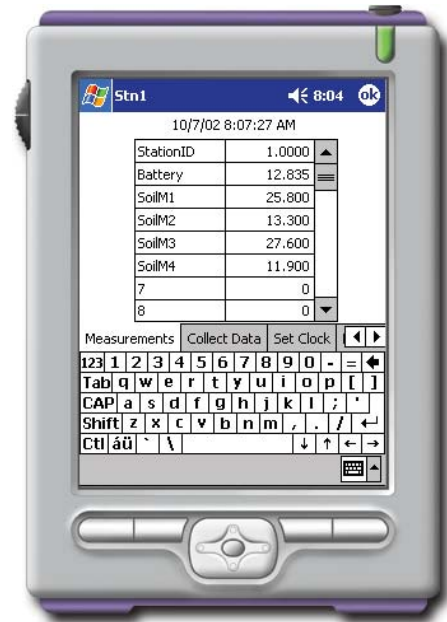 Stn1 8:04 ok
10/7/02 8:07:27 AM
StationID 1.0000
Battery 12.835
SoilM1 25.800
SoilM2 13.300
SoilM3 27.600
SoilM4 11.900
7 0
8 0
Measurements Collect Data Set Clock
123 1 2 3 4 5 6 7 8 9 0 - =
Tab q w e r t y u i o p [ ]
CAP a s d f g h j k l ; '
Shift z x c v b n m , . /
Ctl áü ` \